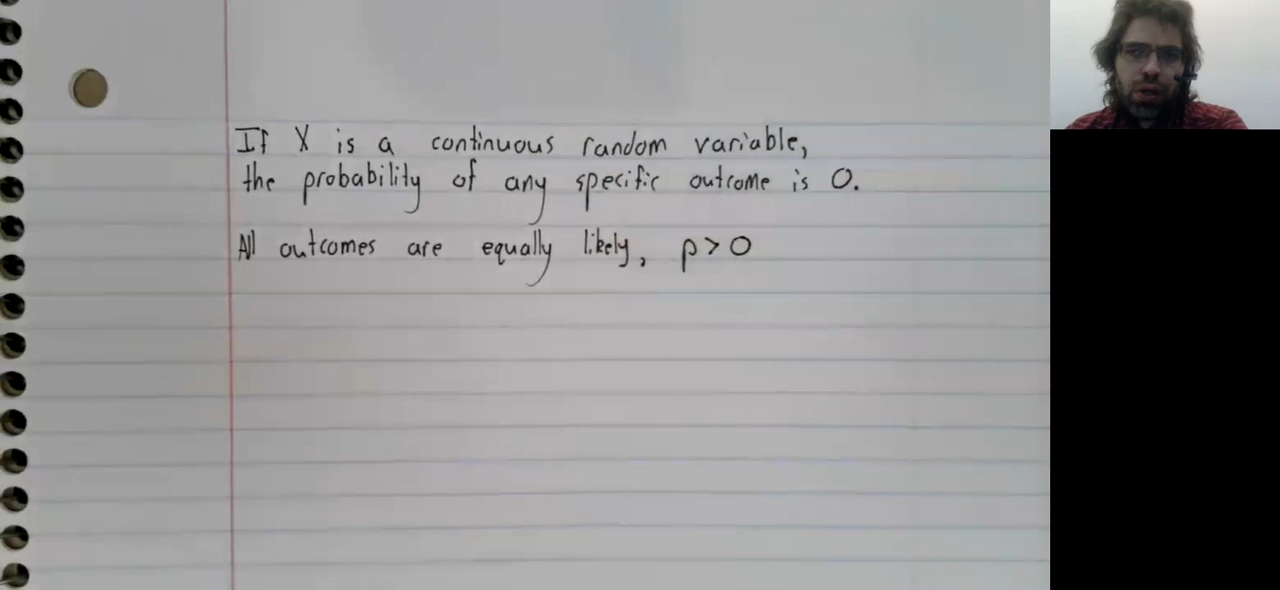 If X is a continuous random variable,
the probability of any specific outcome is 0.
All outcomes are equally likely, p > 0